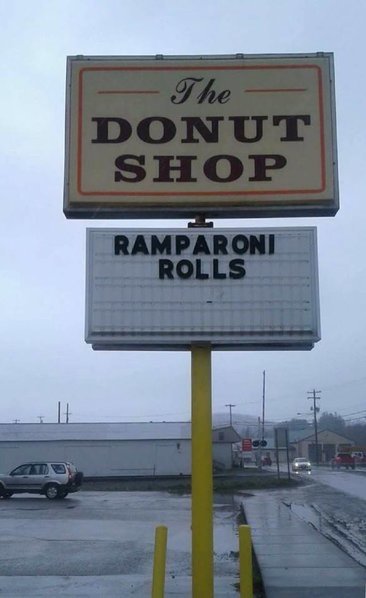 The
DONUT
SHOP
RAMPARONI
ROLLS